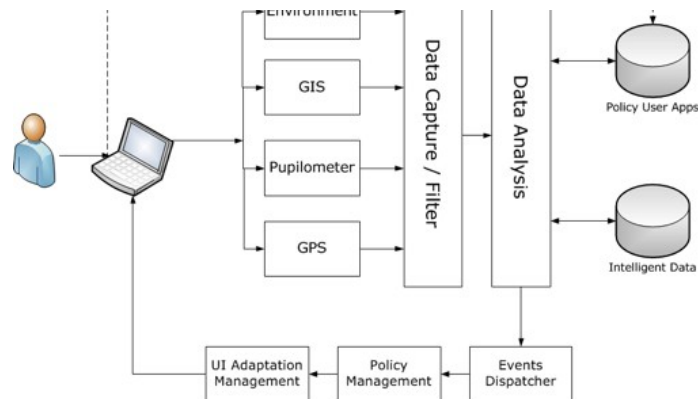 Environment
GIS
Pupilometer
GPS
Data Capture / Filter
Data Analysis
Policy User Apps
Intelligent Data
UI Adaptation
Management
Policy
Management
Events
Dispatcher